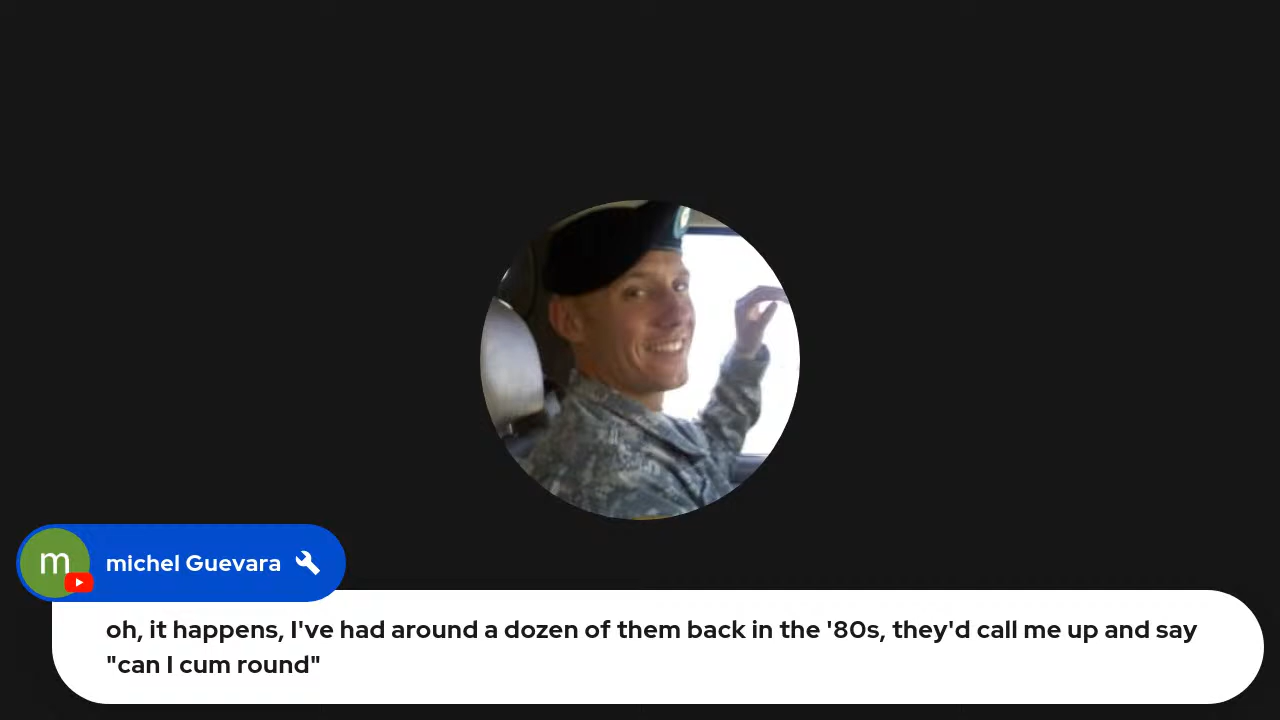 m
michel Guevara
oh, it happens, I've had around a dozen of them back in the '80s, they'd call me up and say
"can I cum round"